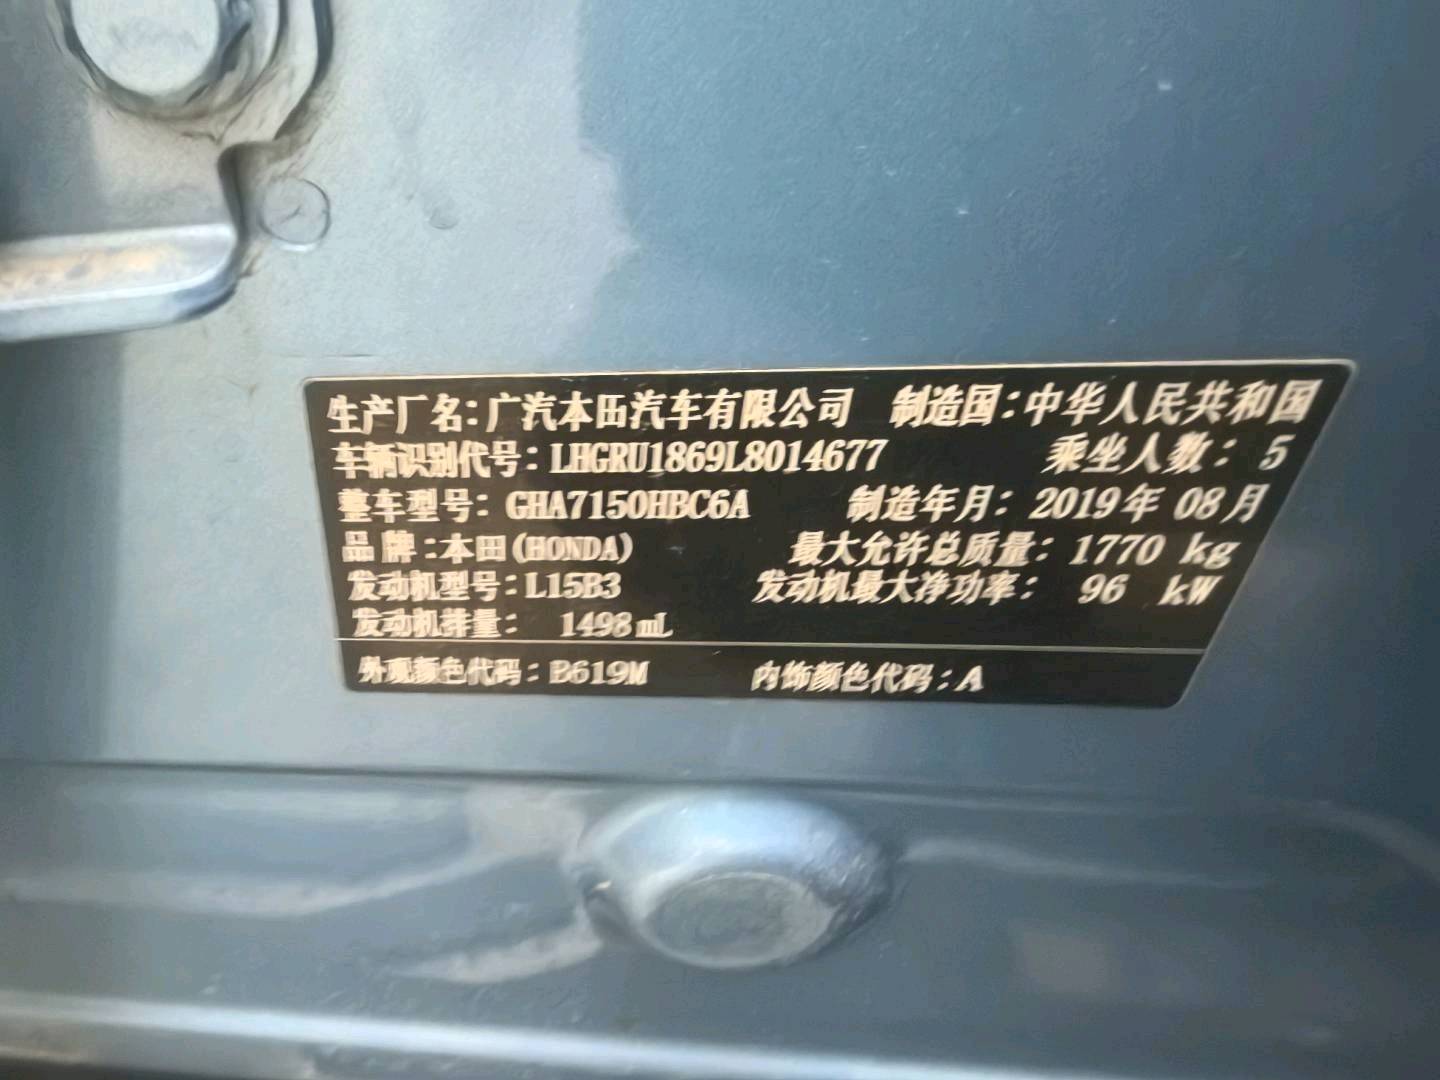 生产厂名：广汽本田汽车有限公司 制造国：中华人民共和国
车辆识别代号：LHGRU1869L8014677 乘坐人数：5
整车型号：GHA7150HBC6A 制造年月：2019年 08月
品牌：本田(HONDA) 最大允许总质量：1770 kg
发动机型号：L15B3 发动机最大净功率：96 kW
发动机排量：1498mL
外观颜色代码：B619M 内饰颜色代码：A